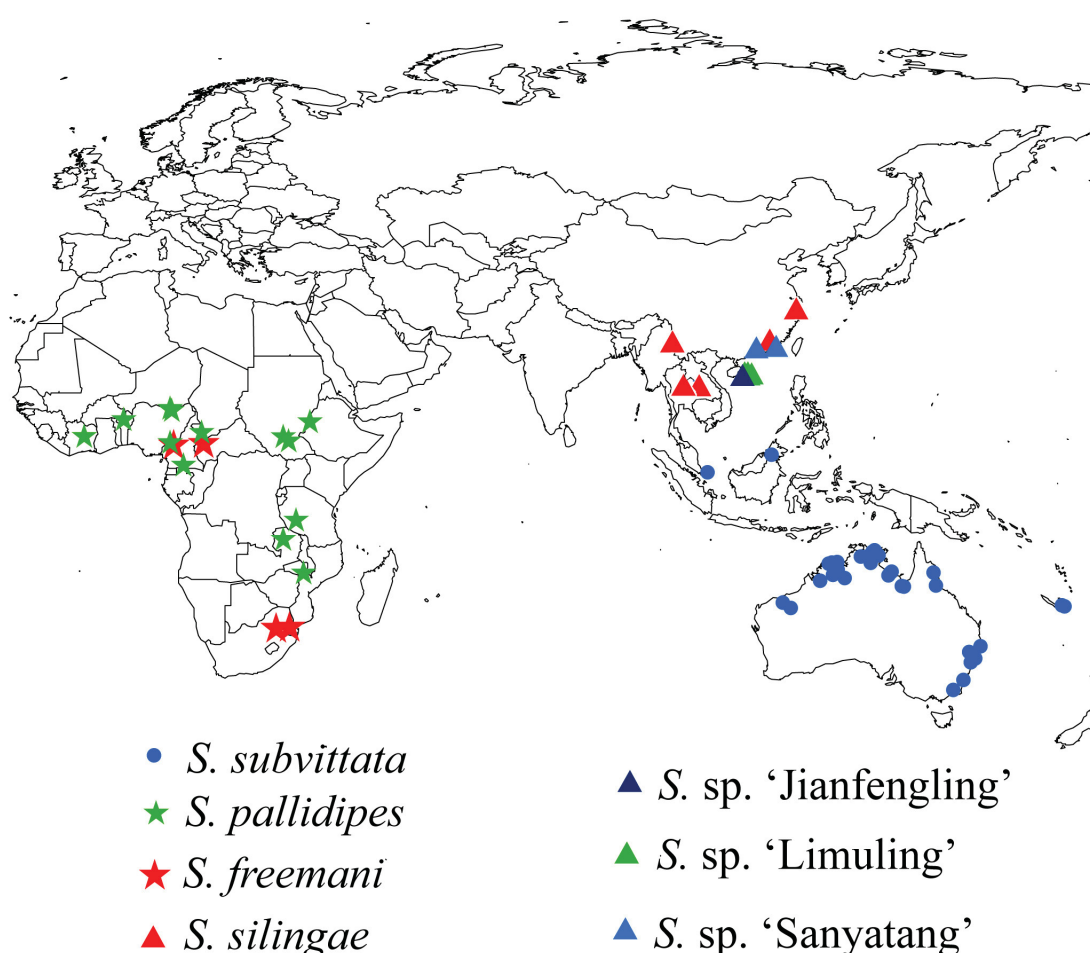 S. subvittata
S. pallidipes
S. freemani
S. silingae
S. sp. ‘Jianfengling’
S. sp. ‘Limuling’
S. sp. ‘Sanyatang’